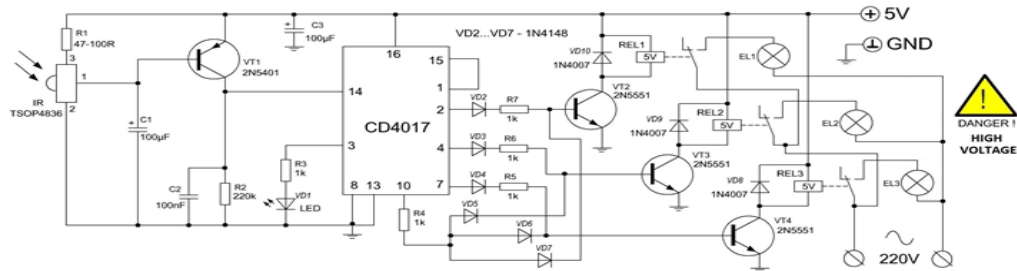 R1
47-100R
3
1
2
IR
TSOP4836
C1
100µF
VT1
2N5401
C2
100nF
R2
220k
C3
100µF
R3
1k
VD1
LED
VD2...VD7 - 1N4148
16
14
3
8
13
10
15
1
2
4
7
CD4017
R4
1k
VD2
R7
1k
VD3
R6
1k
VD4
R5
1k
VD5
VD6
VD7
VD10
1N4007
REL1
5V
VT2
2N5551
EL1
VD9
1N4007
REL2
5V
VT3
2N5551
EL2
VD8
1N4007
REL3
5V
VT4
2N5551
EL3
220V
5V
GND
!
DANGER !
HIGH
VOLTAGE